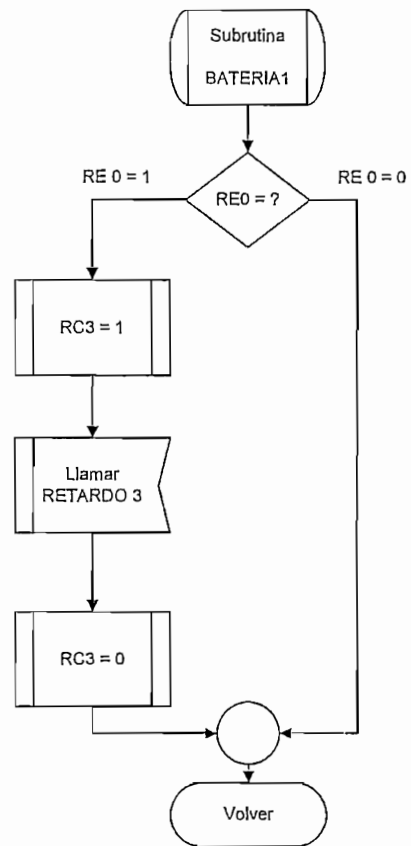 Subrutina
BATERIA1
RE 0 = 1
RE0 = ?
RE 0 = 0
RC3 = 1
Llamar
RETARDO 3
RC3 = 0
Volver